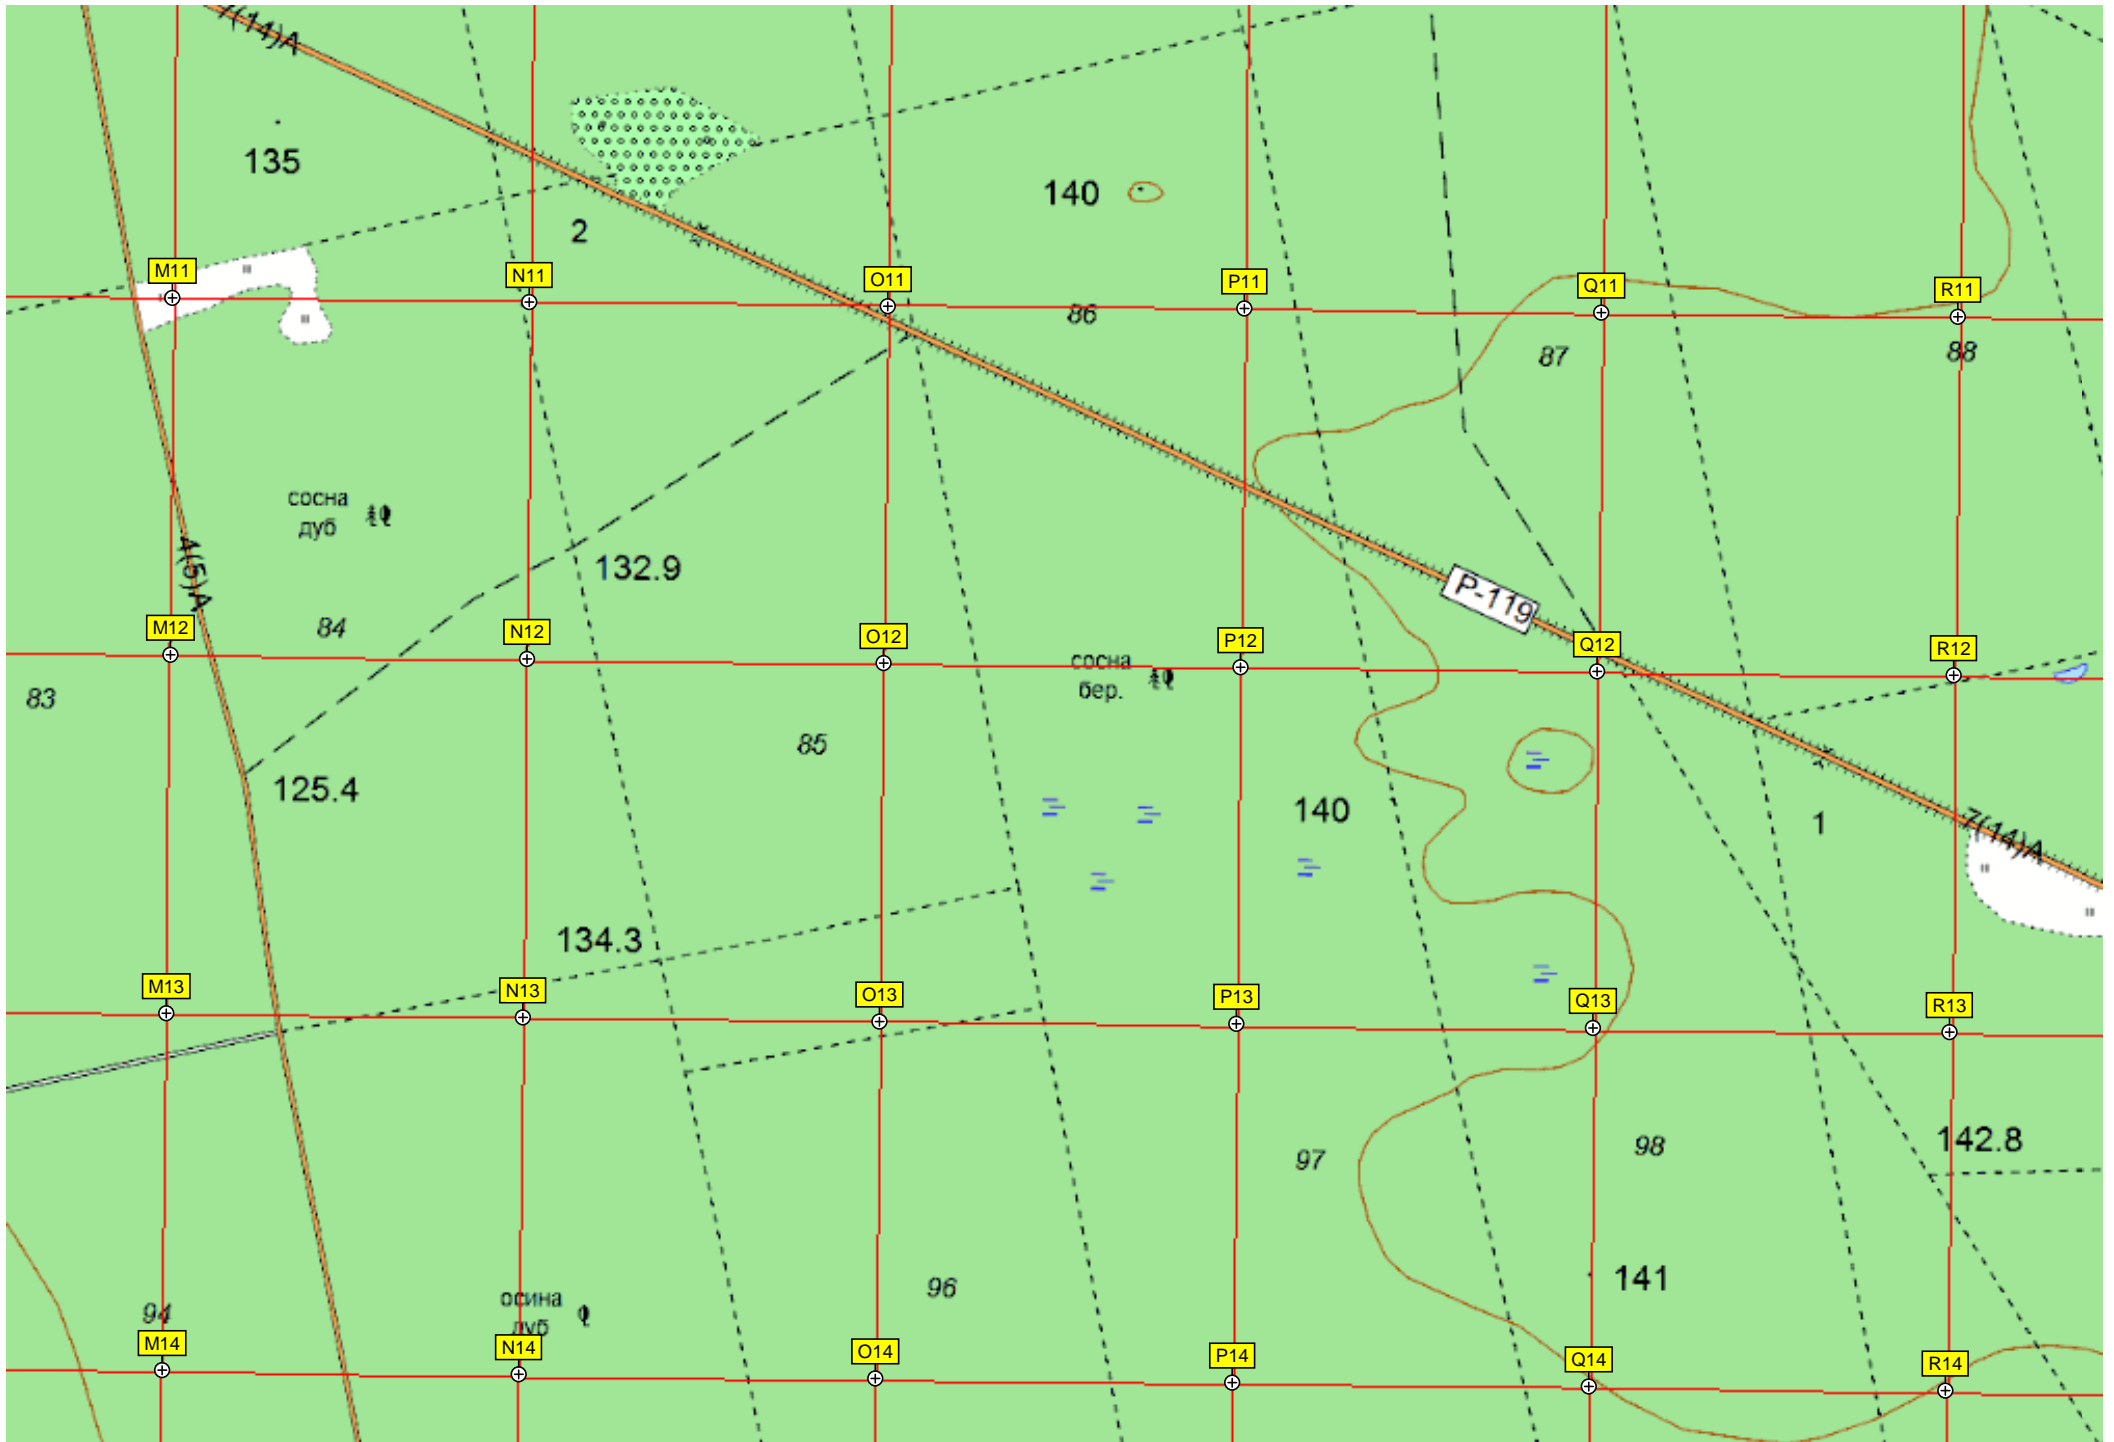 7(14)А
135
2
140
M11
N11
O11
P11
Q11
R11
86
87
88
сосна
дуб
132.9
4(5)А
P-119
84
M12
N12
O12
P12
Q12
R12
сосна
бер.
83
85
125.4
140
1
7(14)А
134.3
M13
N13
O13
P13
Q13
R13
142.8
97
98
141
96
осина
дуб
94
M14
N14
O14
P14
Q14
R14